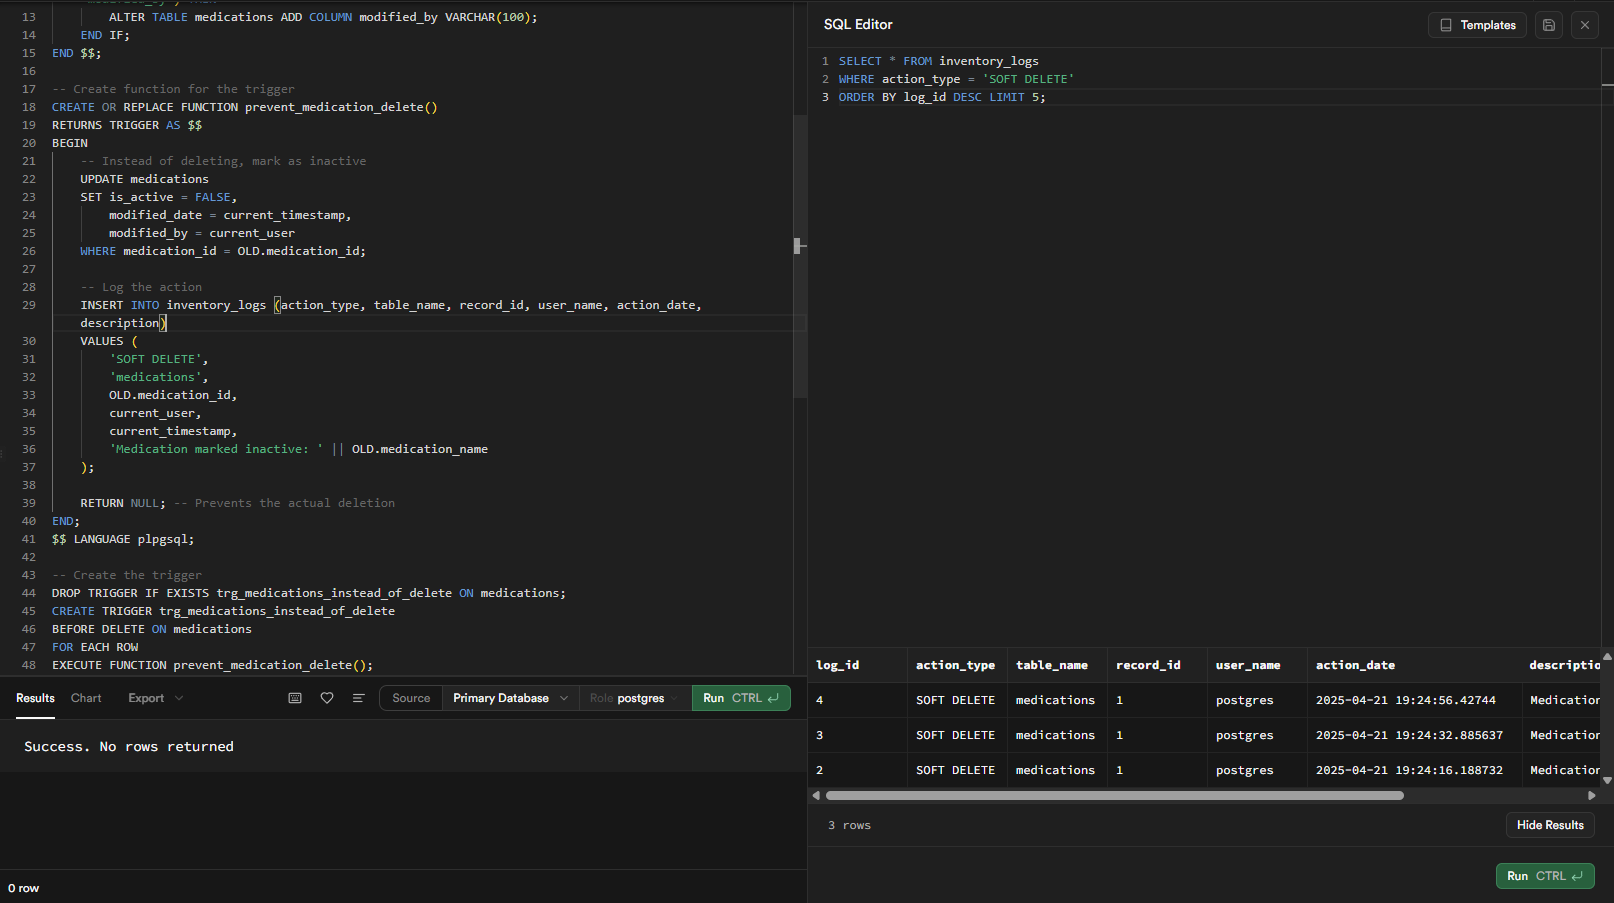 13 ALTER TABLE medications ADD COLUMN modified_by VARCHAR(100);
14 END IF;
15 END $$;
16
17 -- Create function for the trigger
18 CREATE OR REPLACE FUNCTION prevent_medication_delete()
19 RETURNS TRIGGER AS $$
20 BEGIN
21 -- Instead of deleting, mark as inactive
22 UPDATE medications
23 SET is_active = FALSE,
24 modified_date = current_timestamp,
25 modified_by = current_user
26 WHERE medication_id = OLD.medication_id;
27
28 -- Log the action
29 INSERT INTO inventory_logs (action_type, table_name, record_id, user_name, action_date,
description)
30 VALUES (
31 'SOFT DELETE',
32 'medications',
33 OLD.medication_id,
34 current_user,
35 current_timestamp,
36 'Medication marked inactive: ' || OLD.medication_name
37 );
38
39 RETURN NULL; -- Prevents the actual deletion
40 END;
41 $$ LANGUAGE plpgsql;
42
43 -- Create the trigger
44 DROP TRIGGER IF EXISTS trg_medications_instead_of_delete ON medications;
45 CREATE TRIGGER trg_medications_instead_of_delete
46 BEFORE DELETE ON medications
47 FOR EACH ROW
48 EXECUTE FUNCTION prevent_medication_delete();
Results Chart Export Source Primary Database Role postgres Run CTRL
Success. No rows returned
0 row
SQL Editor Templates
1 SELECT * FROM inventory_logs
2 WHERE action_type = 'SOFT DELETE'
3 ORDER BY log_id DESC LIMIT 5;
log_id action_type table_name record_id user_name action_date descriptio
4 SOFT DELETE medications 1 postgres 2025-04-21 19:24:56.42744 Medication
3 SOFT DELETE medications 1 postgres 2025-04-21 19:24:32.885637 Medication
2 SOFT DELETE medications 1 postgres 2025-04-21 19:24:16.188732 Medication
3 rows Hide Results
Run CTRL